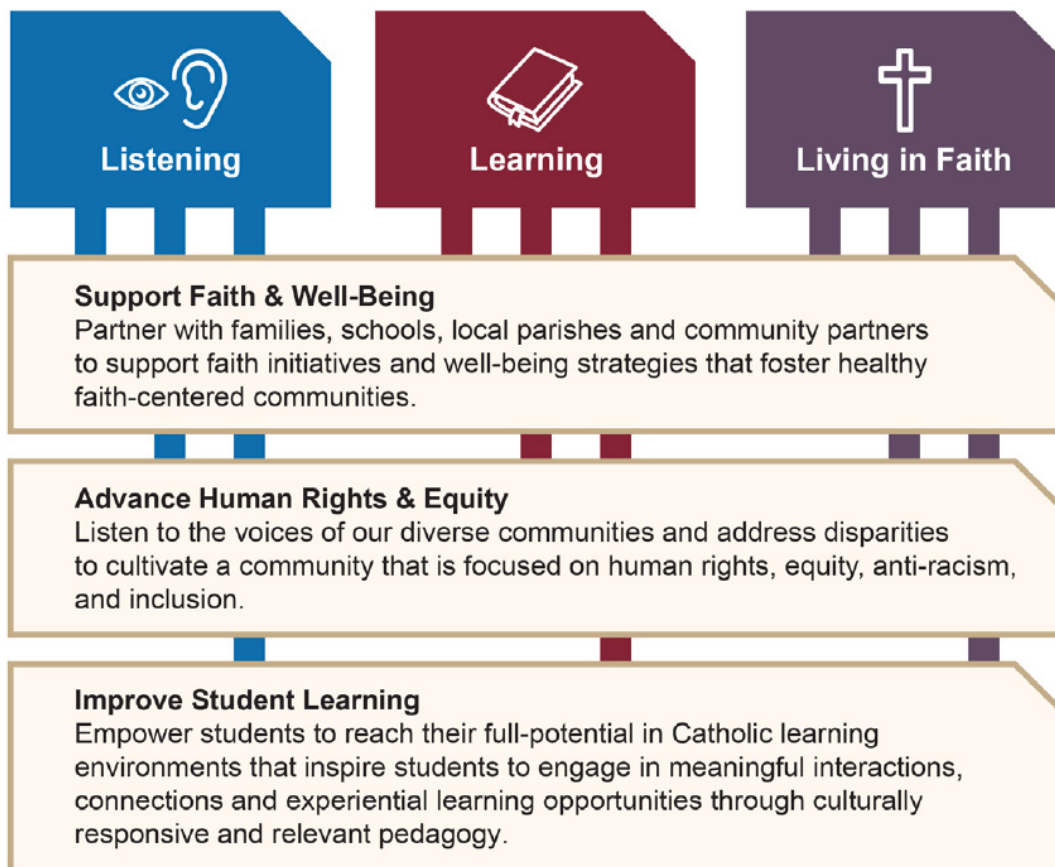 Listening
Learning
Living in Faith
Support Faith & Well-Being
Partner with families, schools, local parishes and community partners
to support faith initiatives and well-being strategies that foster healthy
faith-centered communities.
Advance Human Rights & Equity
Listen to the voices of our diverse communities and address disparities
to cultivate a community that is focused on human rights, equity, anti-racism,
and inclusion.
Improve Student Learning
Empower students to reach their full-potential in Catholic learning
environments that inspire students to engage in meaningful interactions,
connections and experiential learning opportunities through culturally
responsive and relevant pedagogy.